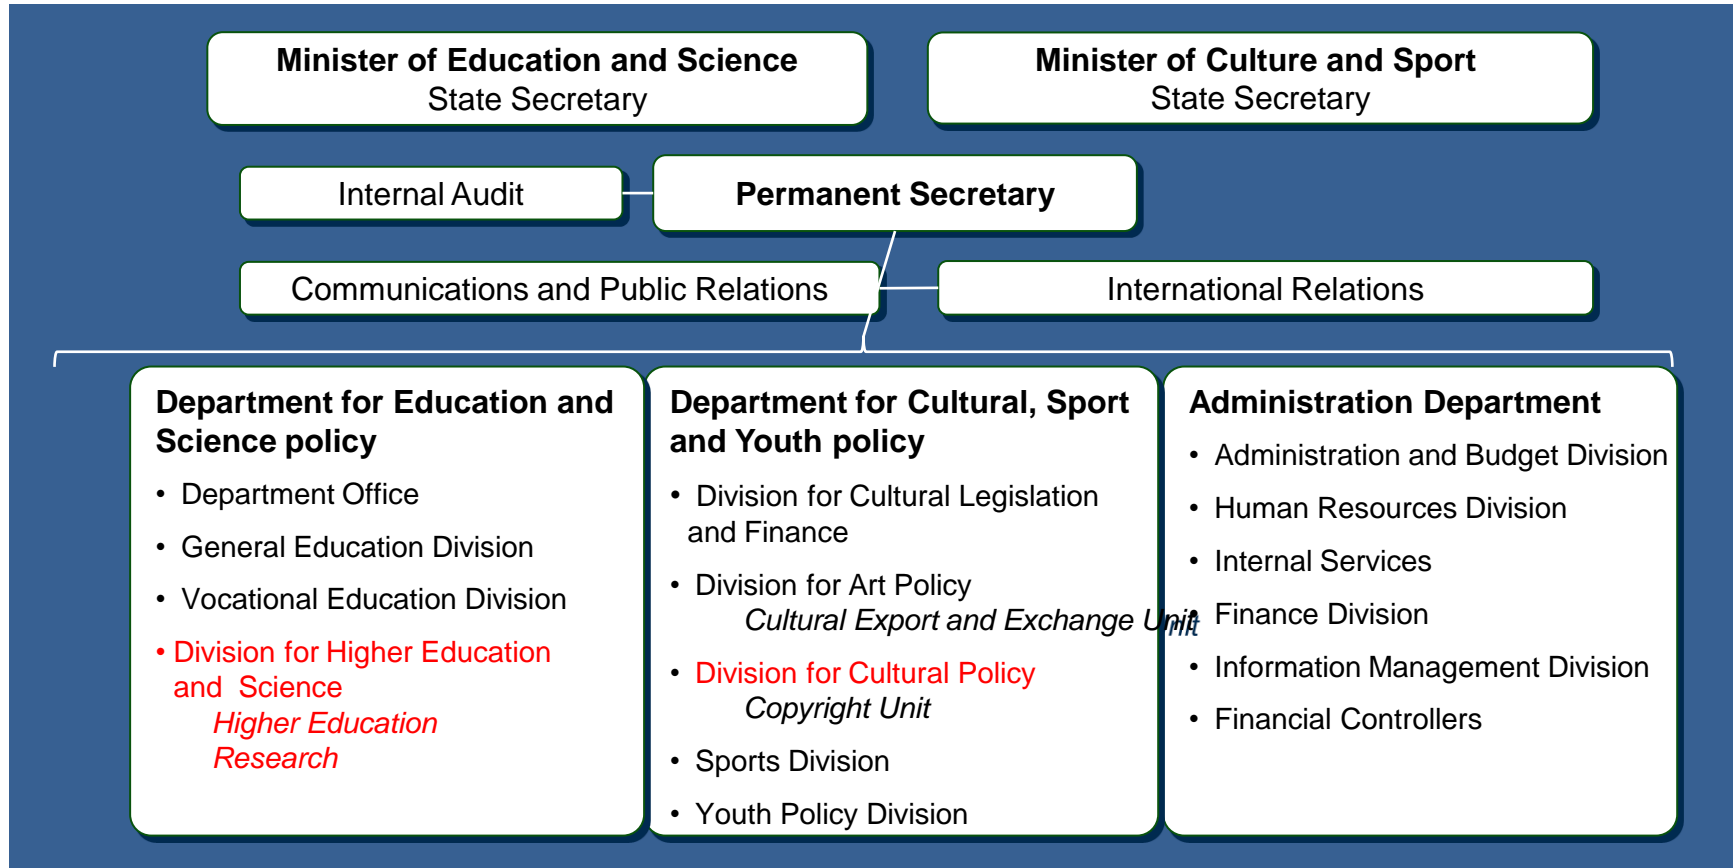 Minister of Education and Science
State Secretary
Minister of Culture and Sport
State Secretary
Internal Audit
Permanent Secretary
Communications and Public Relations
International Relations
Department for Education and
Science policy
• Department Office
• General Education Division
• Vocational Education Division
• Division for Higher Education
and Science
Higher Education
Research
Department for Cultural, Sport
and Youth policy
• Division for Cultural Legislation
and Finance
• Division for Art Policy
Cultural Export and Exchange Unit
• Division for Cultural Policy
Copyright Unit
• Sports Division
• Youth Policy Division
Administration Department
• Administration and Budget Division
• Human Resources Division
• Internal Services
• Finance Division
• Information Management Division
• Financial Controllers